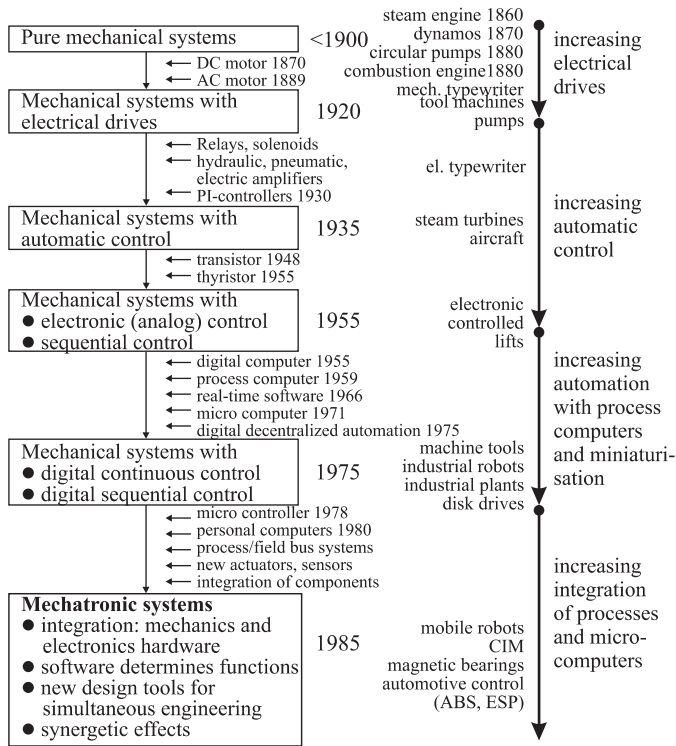 Pure mechanical systems
<1900
steam engine 1860
dynamos 1870
circular pumps 1880
combustion engine1880
mech. typewriter
tool machines
pumps
increasing
electrical
drives
DC motor 1870
AC motor 1889
Mechanical systems with
electrical drives
1920
Relays, solenoids
hydraulic, pneumatic,
electric amplifiers
PI-controllers 1930
el. typewriter
increasing
automatic
control
Mechanical systems with
automatic control
1935
steam turbines
aircraft
transistor 1948
thyristor 1955
Mechanical systems with
● electronic (analog) control
● sequential control
1955
electronic
controlled
lifts
digital computer 1955
process computer 1959
real-time software 1966
micro computer 1971
digital decentralized automation 1975
increasing
automation
with process
computers
and miniaturi-
sation
Mechanical systems with
● digital continuous control
● digital sequential control
1975
machine tools
industrial robots
industrial plants
disk drives
micro controller 1978
personal computers 1980
process/field bus systems
new actuators, sensors
integration of components
increasing
integration
of processes
and micro-
computers
Mechatronic systems
● integration: mechanics and
electronics hardware
● software determines functions
● new design tools for
simultaneous engineering
● synergetic effects
1985
mobile robots
CIM
magnetic bearings
automotive control
(ABS, ESP)